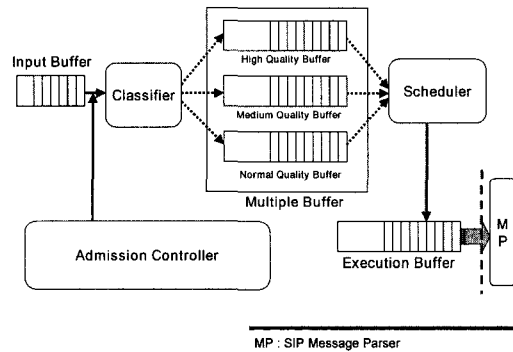 Input Buffer
Classifier
High Quality Buffer
Medium Quality Buffer
Normal Quality Buffer
Multiple Buffer
Scheduler
Admission Controller
Execution Buffer
M
P
MP : SIP Message Parser